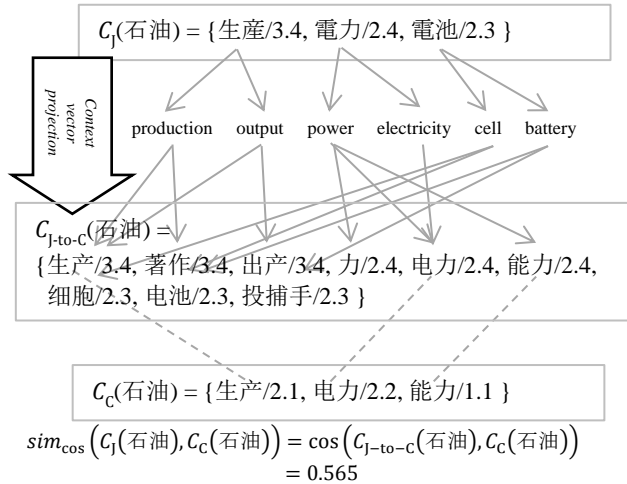 C_J(石油) = {生産/3.4, 電力/2.4, 電池/2.3 }
Context
vector
projection
production output power electricity cell battery
C_J-to-C(石油) =
{生产/3.4, 著作/3.4, 出产/3.4, 力/2.4, 电力/2.4, 能力/2.4,
细胞/2.3, 电池/2.3, 投捕手/2.3 }
C_C(石油) = {生产/2.1, 电力/2.2, 能力/1.1 }
sim_cos(C_J(石油), C_C(石油)) = cos(C_J−to−C(石油), C_C(石油))
= 0.565